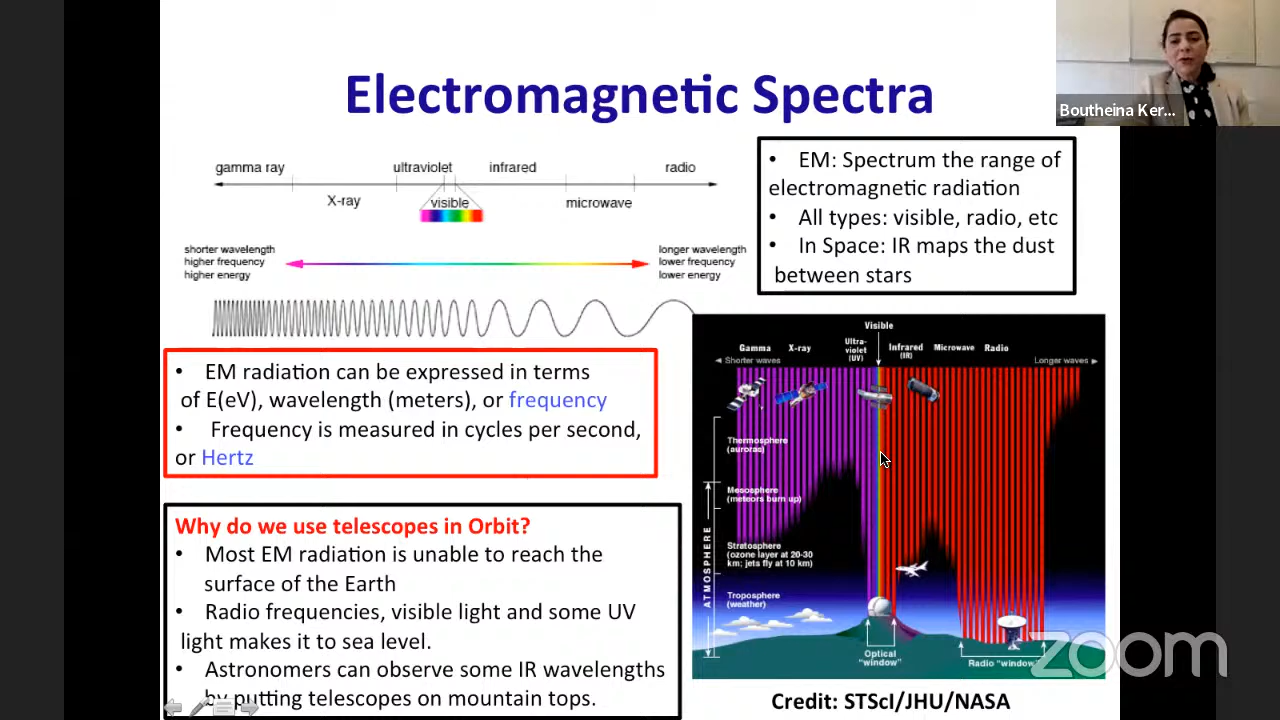 Electromagnetic Spectra
Boutheina Ker...
gamma ray
ultraviolet
infrared
radio
X-ray
visible
microwave
shorter wavelength
higher frequency
higher energy
longer wavelength
lower frequency
lower energy
• EM: Spectrum the range of
electromagnetic radiation
• All types: visible, radio, etc
• In Space: IR maps the dust
between stars
• EM radiation can be expressed in terms
of E(eV), wavelength (meters), or frequency
• Frequency is measured in cycles per second,
or Hertz
Why do we use telescopes in Orbit?
• Most EM radiation is unable to reach the
surface of the Earth
• Radio frequencies, visible light and some UV
light makes it to sea level.
• Astronomers can observe some IR wavelengths
by putting telescopes on mountain tops.
Visible
Gamma
X-ray
Ultra-
violet
(UV)
Infrared
(IR)
Microwave
Radio
Shorter waves
Longer waves
Thermosphere
(auroras)
Mesosphere
(meteors burn up)
Stratosphere
(ozone layer at 20-30
km; jets fly at 10 km)
Troposphere
(weather)
ATMOSPHERE
Optical
"window"
Radio "window"
zoom
Credit: STScI/JHU/NASA